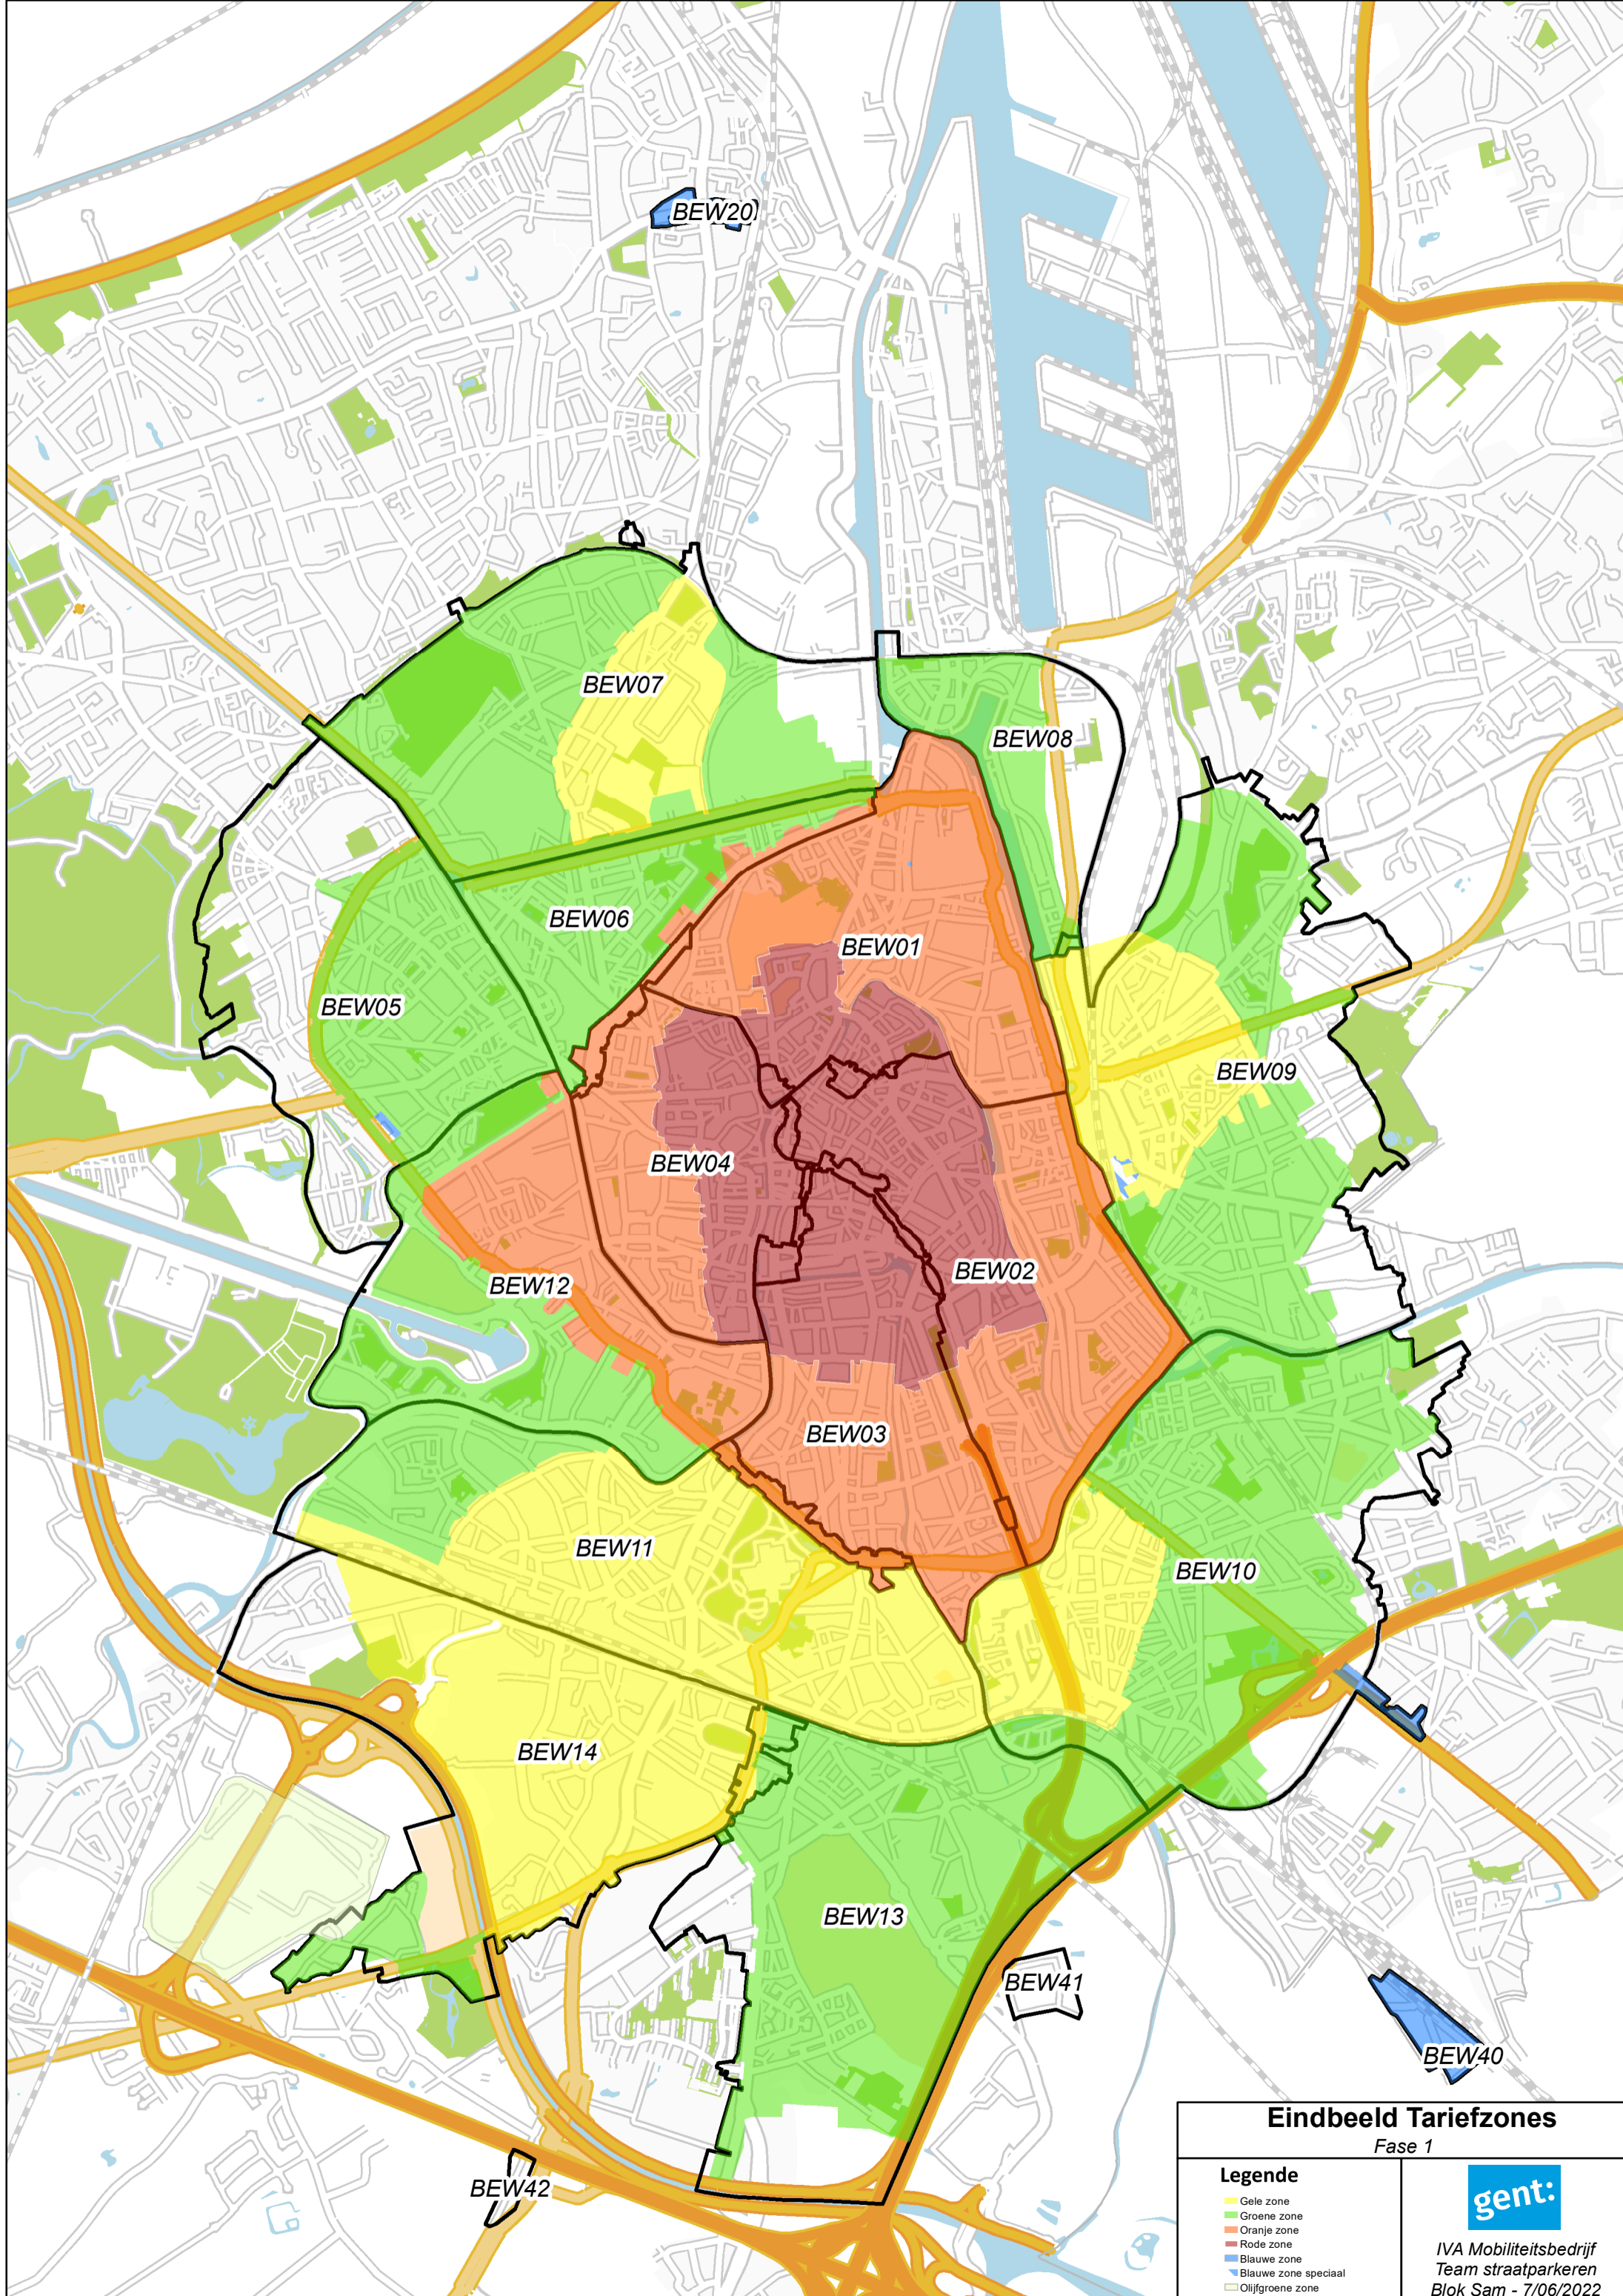 BEW20
BEW07
BEW08
BEW06
BEW01
BEW05
BEW09
BEW04
BEW02
BEW12
BEW03
BEW11
BEW10
BEW14
BEW13
BEW41
BEW40
BEW42
Eindbeeld Tariefzones
Fase 1
Legende
Gele zone
Groene zone
Oranje zone
Rode zone
Blauwe zone
Blauwe zone speciaal
Olijfgroene zone
gent:
IVA Mobiliteitsbedrijf
Team straatparkeren
Blok Sam - 7/06/2022